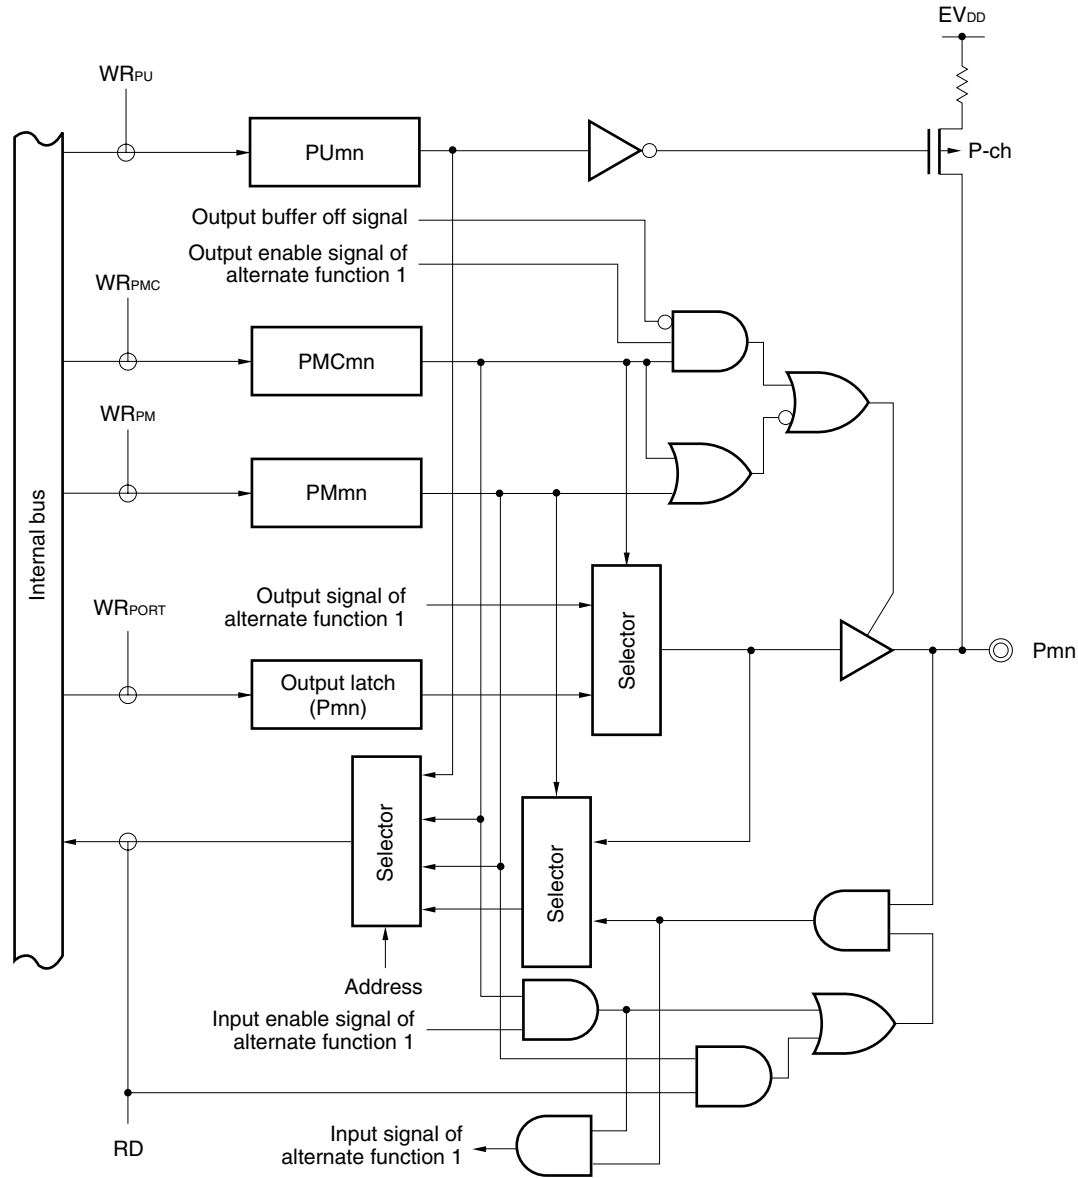 EVDD
WRPU
PUmn
P-ch
Output buffer off signal
Output enable signal of
alternate function 1
WRPMC
PMCmn
WRPM
PMmn
Internal bus
Output signal of
alternate function 1
WRPORT
Selector
Output latch
(Pmn)
Pmn
Selector
Selector
Address
Input enable signal of
alternate function 1
RD
Input signal of
alternate function 1